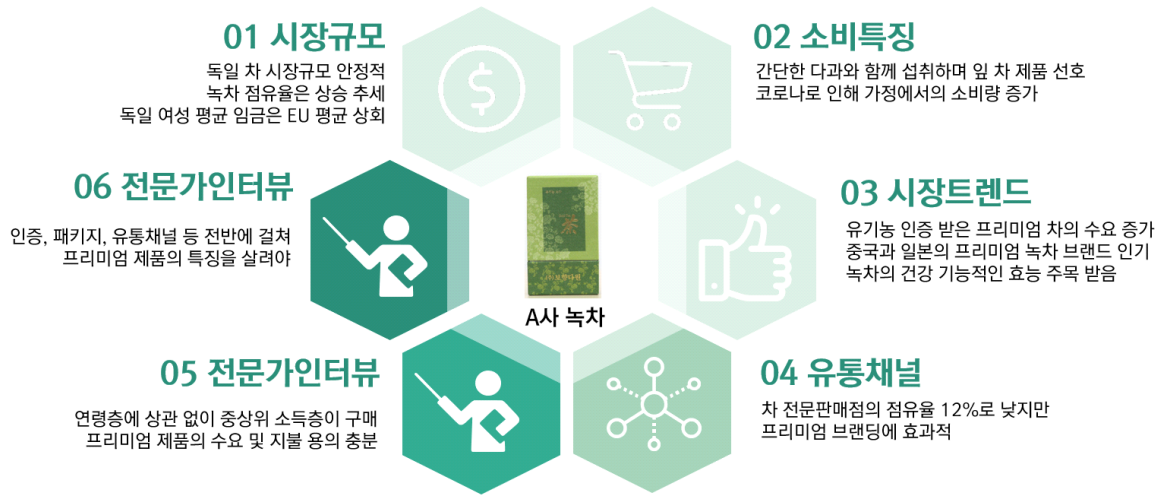 01 시장규모
독일 차 시장규모 안정적
녹차 점유율은 상승 추세
독일 여성 평균 임금은 EU 평균 상회
02 소비특징
간단한 다과와 함께 섭취하며 잎 차 제품 선호
코로나로 인해 가정에서의 소비량 증가
03 시장트렌드
유기농 인증 받은 프리미엄 차의 수요 증가
중국과 일본의 프리미엄 녹차 브랜드 인기
녹차의 건강 기능적인 효능 주목 받음
04 유통채널
차 전문판매점의 점유율 12%로 낮지만
프리미엄 브랜딩에 효과적
05 전문가인터뷰
연령층에 상관 없이 중상위 소득층이 구매
프리미엄 제품의 수요 및 지불 용의 충분
06 전문가인터뷰
인증, 패키지, 유통채널 등 전반에 걸쳐
프리미엄 제품의 특징을 살려야
茶
A사 녹차